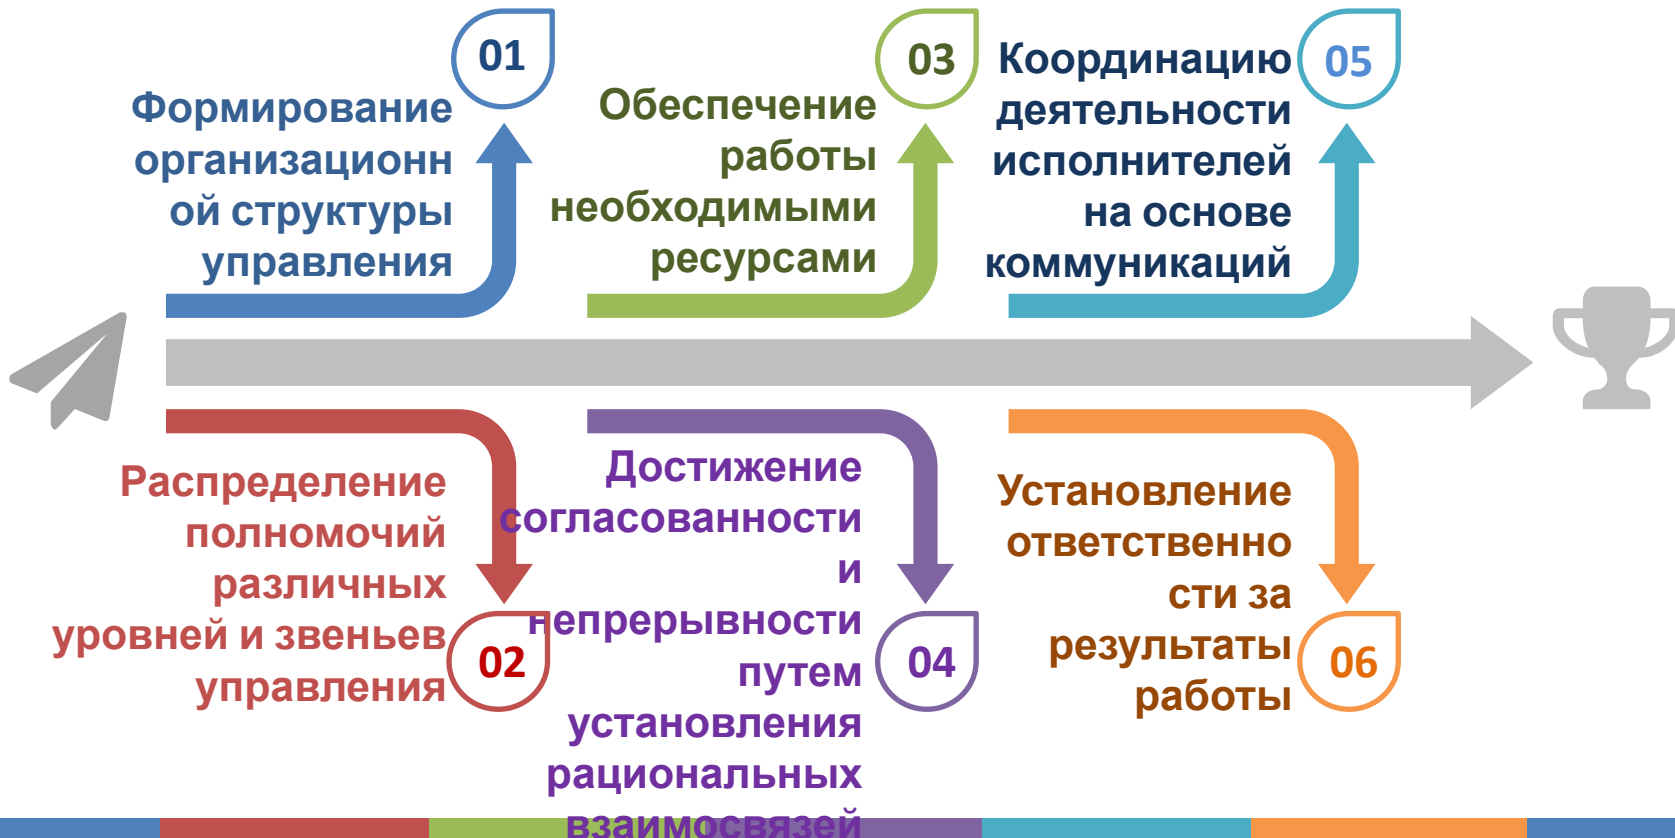 01
Формирование
организационн
ой структуры
управления
02
Распределение
полномочий
различных
уровней и звеньев
управления
03
Обеспечение
работы
необходимыми
ресурсами
04
Достижение
согласованности
и
непрерывности
путем
установления
рациональных
взаимосвязей
05
Координацию
деятельности
исполнителей
на основе
коммуникаций
06
Установление
ответственно
сти за
результаты
работы